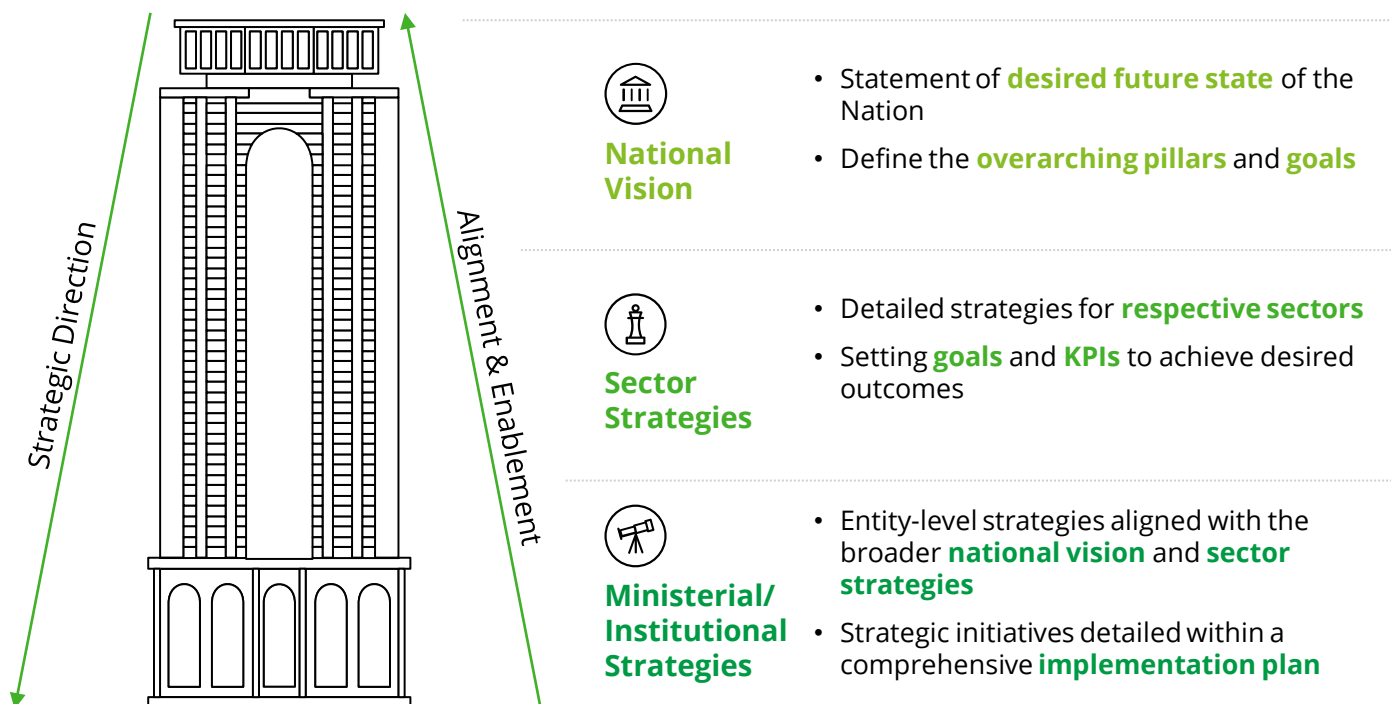 Strategic Direction
Alignment & Enablement
National
Vision
• Statement of desired future state of the
Nation
• Define the overarching pillars and goals
Sector
Strategies
• Detailed strategies for respective sectors
• Setting goals and KPIs to achieve desired
outcomes
Ministerial/
Institutional
Strategies
• Entity-level strategies aligned with the
broader national vision and sector
strategies
• Strategic initiatives detailed within a
comprehensive implementation plan